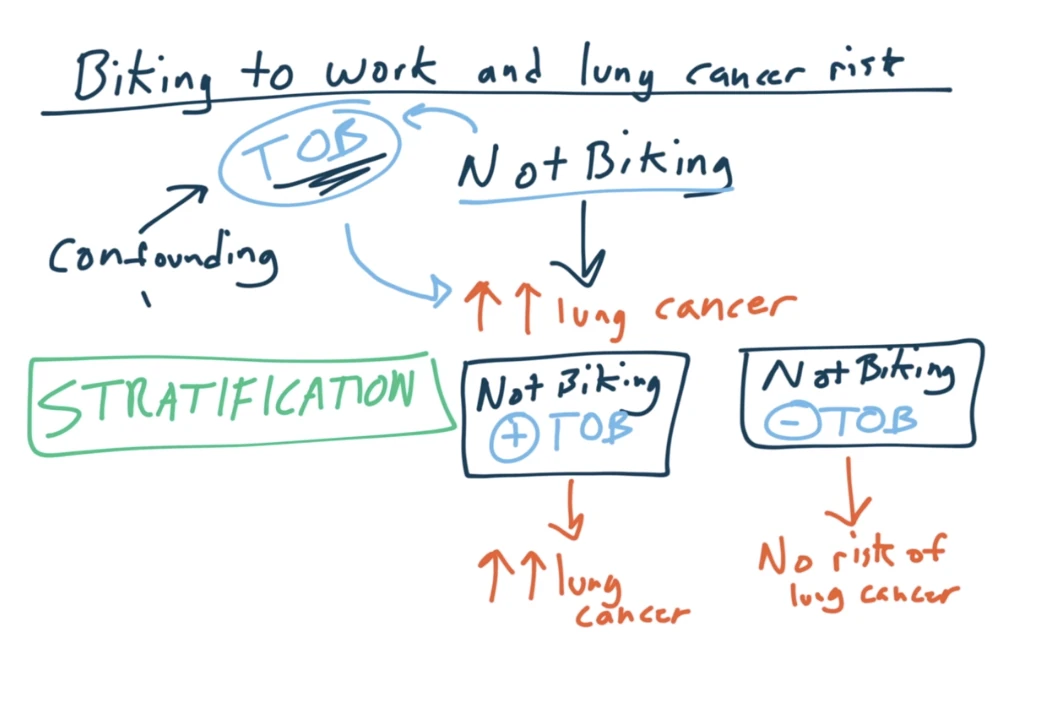 Biking to work and lung cancer risk
TOB
Not Biking
Confounding
↑↑ lung cancer
STRATIFICATION
Not Biking
+ TOB
Not Biking
- TOB
↑↑ lung
cancer
No risk of
lung cancer